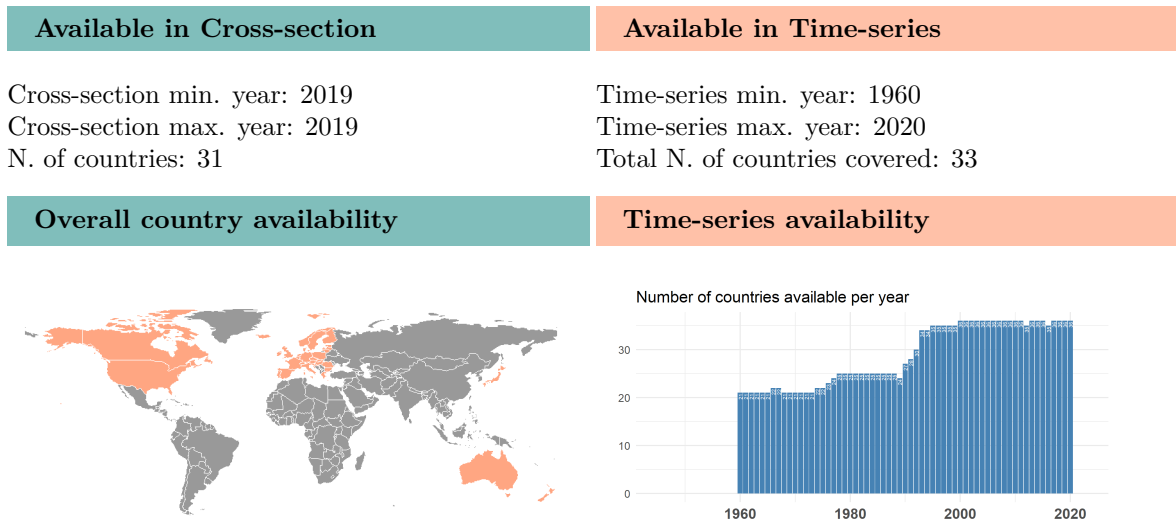 Available in Cross-section
Cross-section min. year: 2019
Cross-section max. year: 2019
N. of countries: 31
Available in Time-series
Time-series min. year: 1960
Time-series max. year: 2020
Total N. of countries covered: 33
Overall country availability
Time-series availability
Number of countries available per year
30
20
10
0
1960 1980 2000 2020